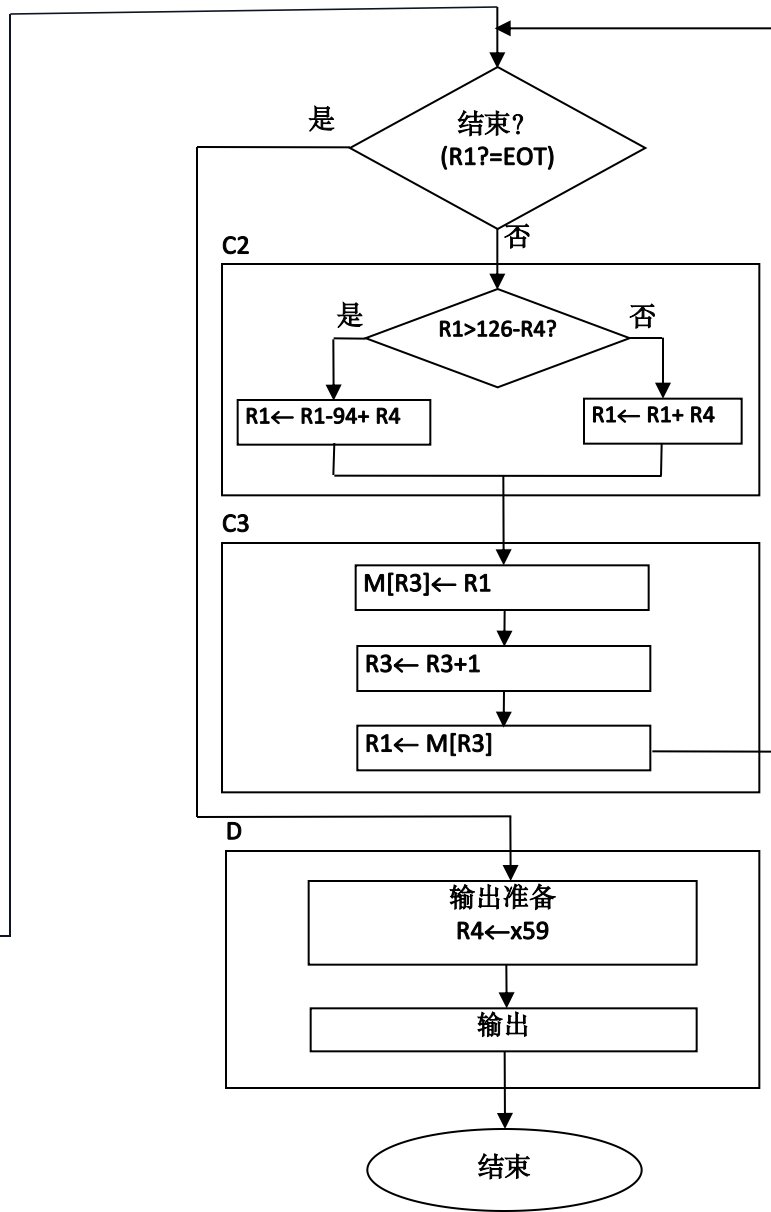 是
结束?
(R1?=EOT)
否
C2
是
R1>126-R4?
否
R1← R1-94+ R4
R1← R1+ R4
C3
M[R3]← R1
R3← R3+1
R1← M[R3]
D
输出准备
R4←x59
输出
结束